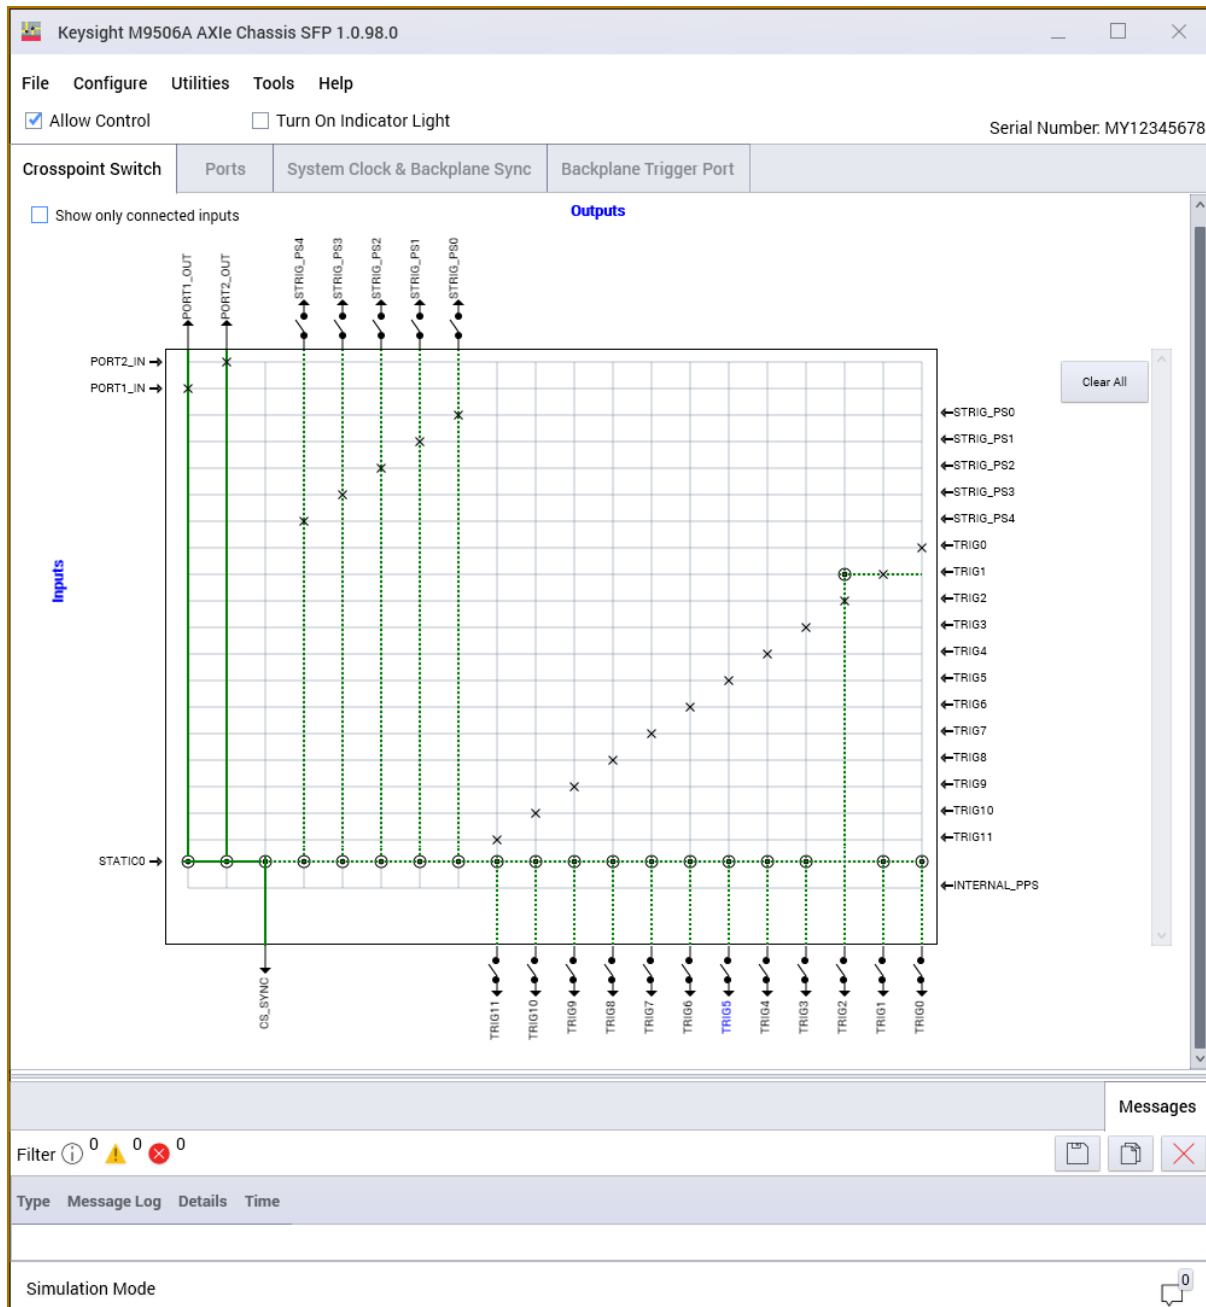 Keysight M9506A AXIe Chassis SFP 1.0.98.0
File Configure Utilities Tools Help
Allow Control Turn On Indicator Light
Serial Number: MY12345678
Crosspoint Switch Ports System Clock & Backplane Sync Backplane Trigger Port
Show only connected inputs
Outputs
PORT1_OUT
PORT2_OUT
STRIG_PS4
STRIG_PS3
STRIG_PS2
STRIG_PS1
STRIG_PS0
PORT2_IN
PORT1_IN
Clear All
STRIG_PS0
STRIG_PS1
STRIG_PS2
STRIG_PS3
STRIG_PS4
TRIG0
Inputs
TRIG1
TRIG2
TRIG3
TRIG4
TRIG5
TRIG6
TRIG7
TRIG8
TRIG9
TRIG10
TRIG11
STATIC0
INTERNAL_PPS
CS_SYNC
TRIG11
TRIG10
TRIG9
TRIG8
TRIG7
TRIG6
TRIG5
TRIG4
TRIG3
TRIG2
TRIG1
TRIG0
Messages
Filter 0 0 0
Type Message Log Details Time
Simulation Mode
0